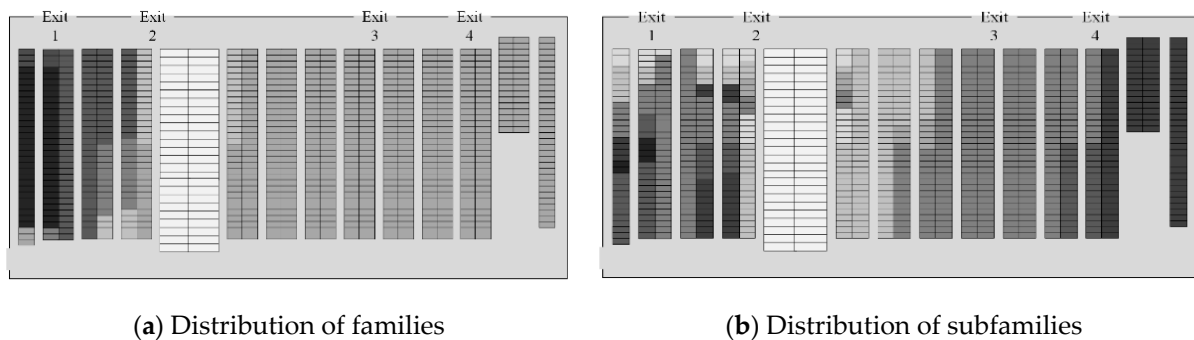 Exit Exit Exit Exit
1 2 3 4
Exit Exit Exit Exit
1 2 3 4
(a) Distribution of families
(b) Distribution of subfamilies